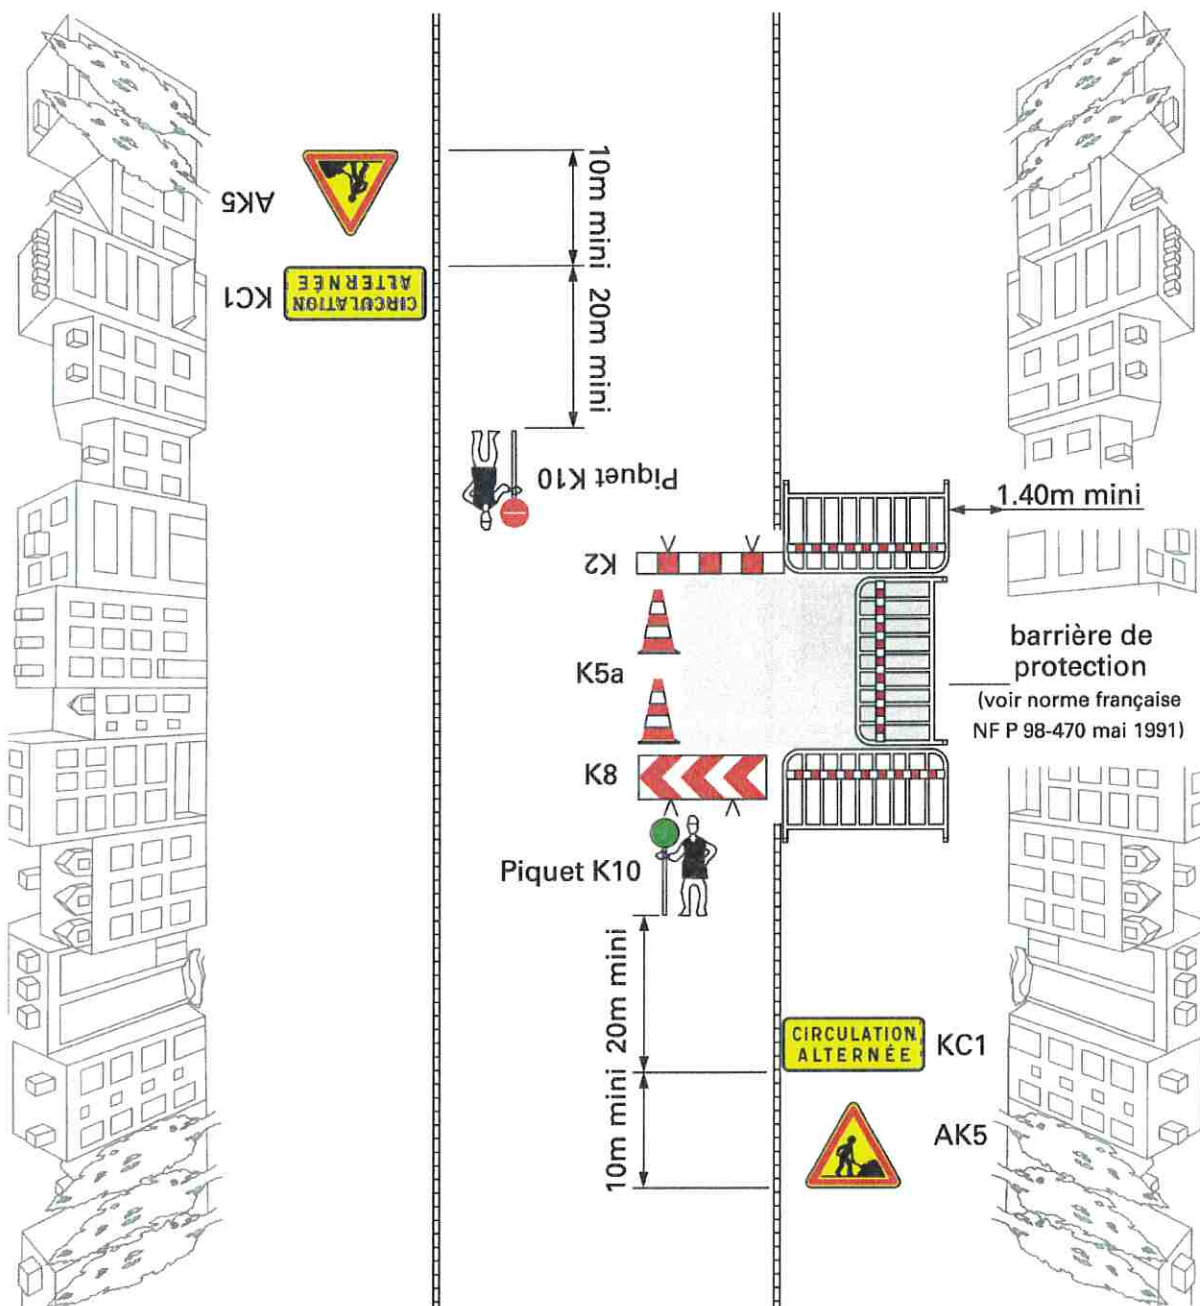 10m mini
AK5
CIRCULATION
ALTERNÉE
KC1
20m mini
Piquet K10
1.40m mini
K2
barrière de
protection
(voir norme française
NF P 98-470 mai 1991)
K5a
K8
Piquet K10
20m mini
CIRCULATION
ALTERNÉE
KC1
10m mini
AK5